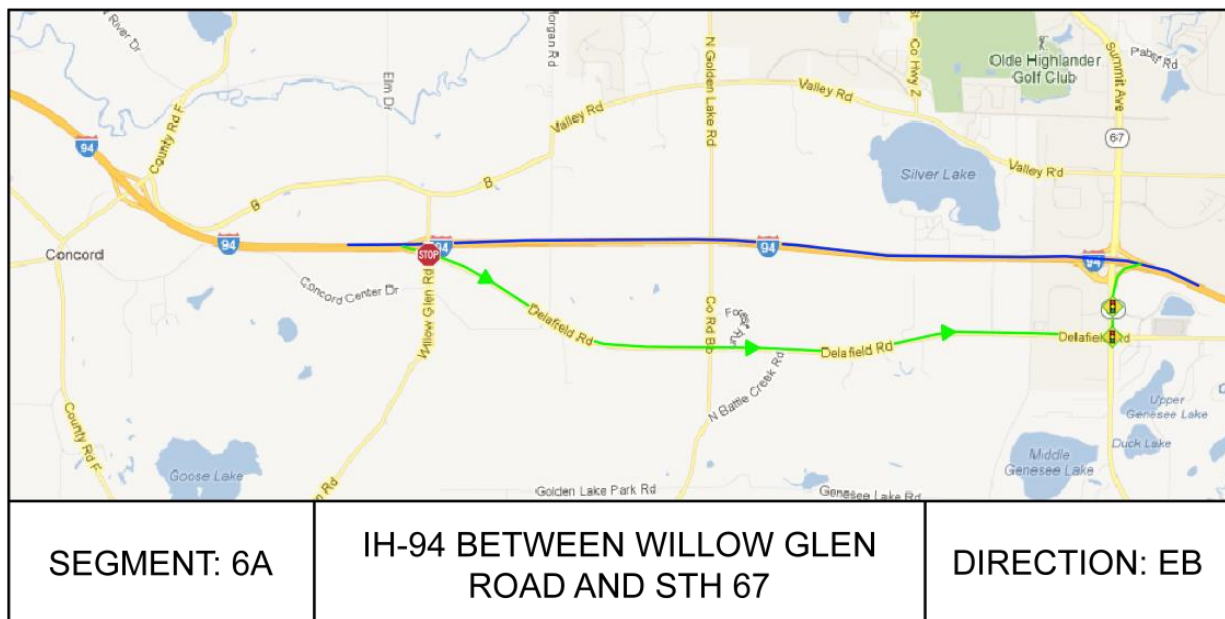 River Dr
Morgan Rd
Elm Dr
County Rd F
N Golden Lake Rd
St
Co Hwy Z
Olde Highlander
Golf Club
Summit Ave
Faber Rd
Valley Rd
Valley Rd
67
94
Silver Lake
Valley Rd
B
B
Concord
94
STOP
94
94
94
Concord Center Dr
Willow Glen Rd
Delafield Rd
Co Rd Bb
Delafield Rd
Delafield Rd
N Battle Creek Rd
County Rd F
Goose Lake
Golden Lake Park Rd
Genesee Lake Rd
Middle
Genesee Lake
Upper
Genesee Lake
Duck Lake
SEGMENT: 6A
IH-94 BETWEEN WILLOW GLEN
ROAD AND STH 67
DIRECTION: EB